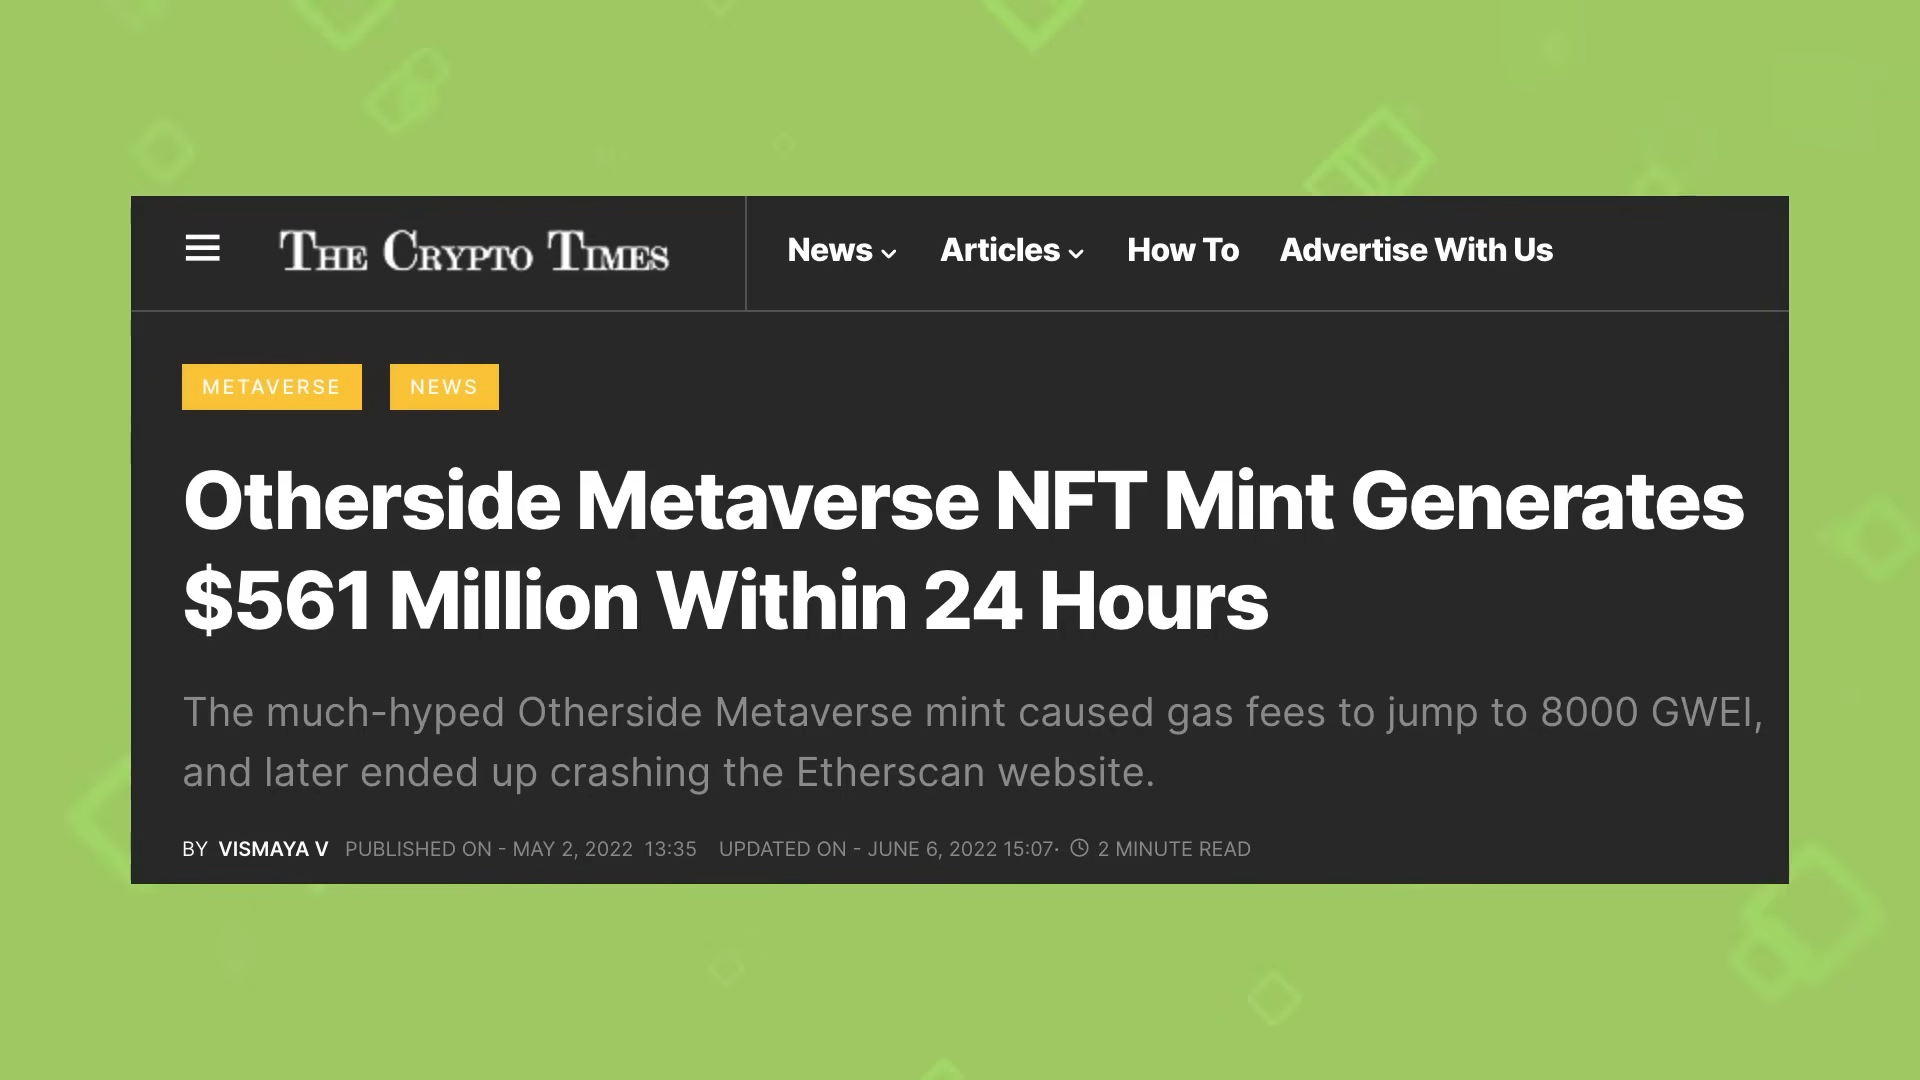 THE CRYPTO TIMES
News
Articles
How To
Advertise With Us
METAVERSE
NEWS
Otherside Metaverse NFT Mint Generates
$561 Million Within 24 Hours
The much-hyped Otherside Metaverse mint caused gas fees to jump to 8000 GWEI,
and later ended up crashing the Etherscan website.
BY VISMAYA V PUBLISHED ON - MAY 2, 2022 13:35 UPDATED ON - JUNE 6, 2022 15:07· 2 MINUTE READ